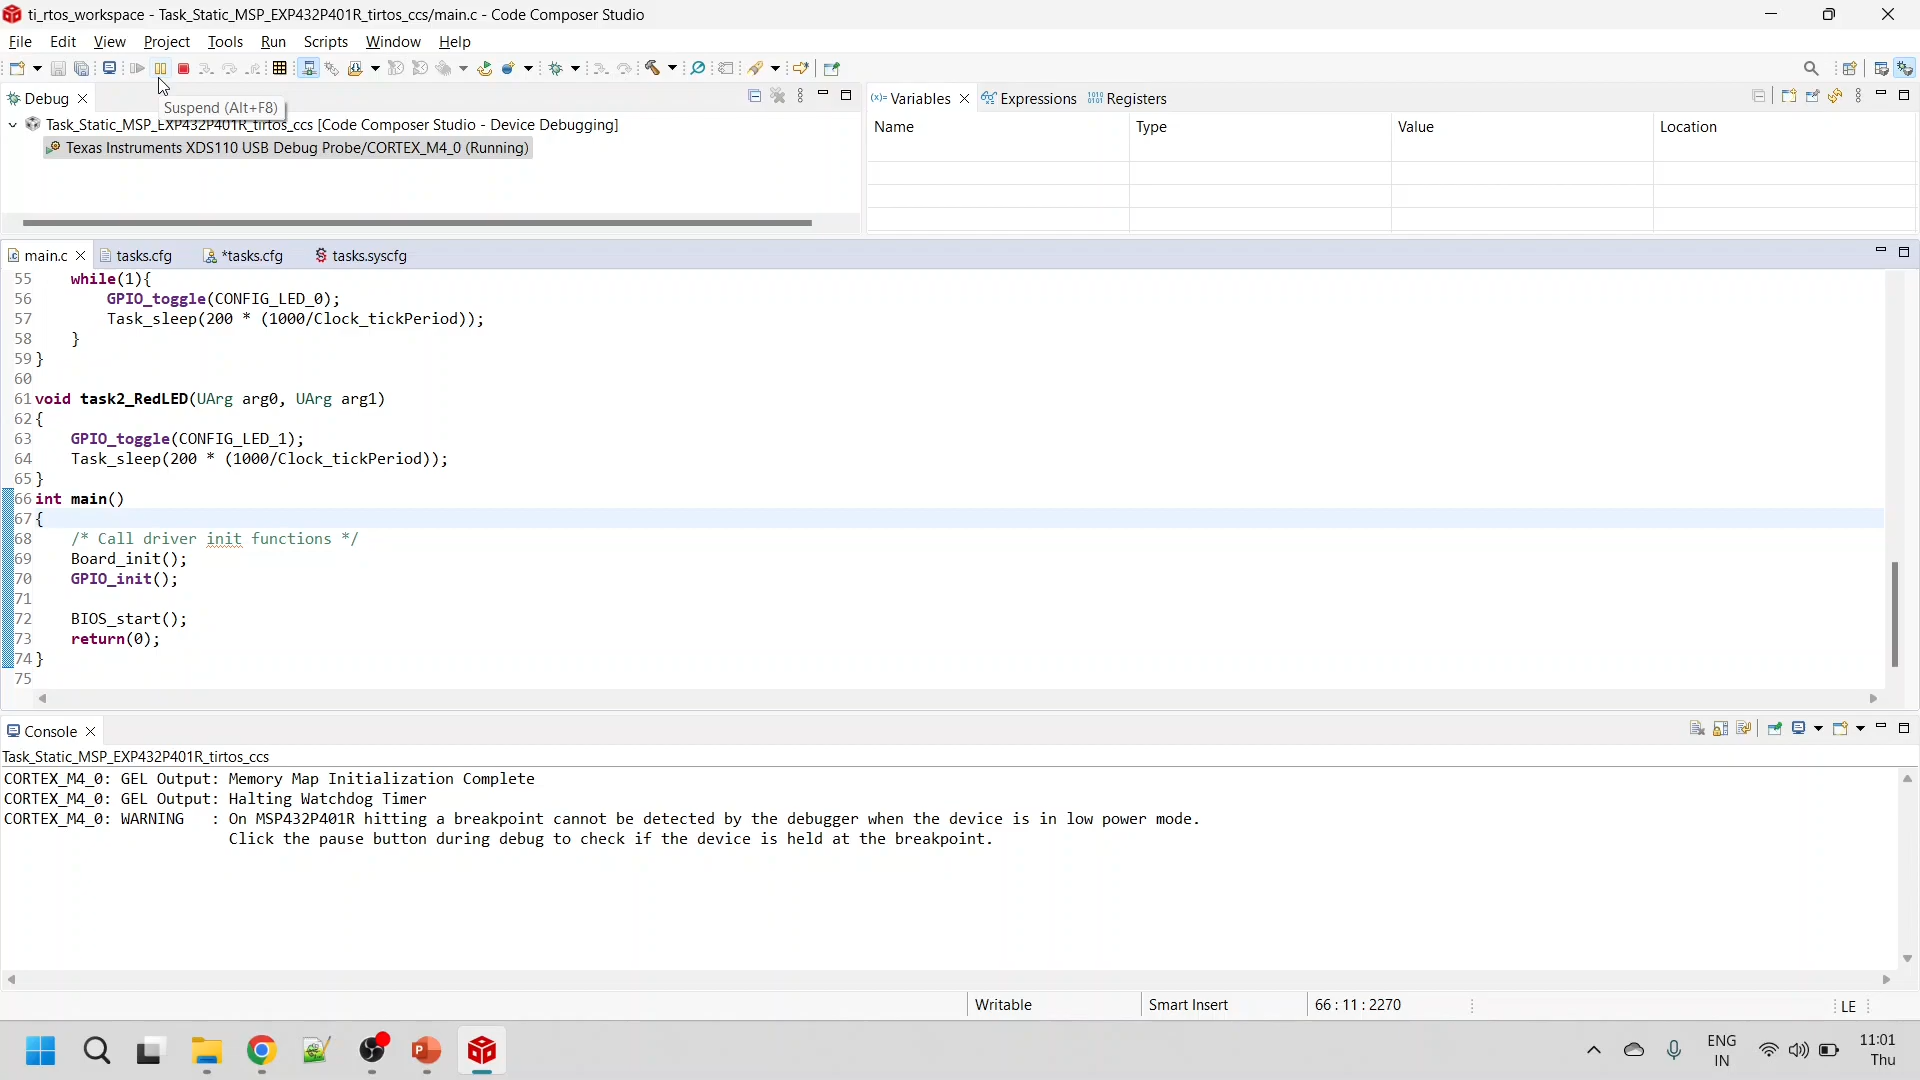 ti_rtos_workspace - Task_Static_MSP_EXP432P401R_tirtos_ccs/main.c - Code Composer Studio
File Edit View Project Tools Run Scripts Window Help
Debug
Suspend (Alt+F8)
Task_Static_MSP_EXP432P401R_tirtos_ccs [Code Composer Studio - Device Debugging]
Texas Instruments XDS110 USB Debug Probe/CORTEX_M4_0 (Running)
(x)= Variables Expressions Registers
Name Type Value Location
main.c tasks.cfg *tasks.cfg tasks.syscfg
55 while(1){
56 GPIO_toggle(CONFIG_LED_0);
57 Task_sleep(200 * (1000/Clock_tickPeriod));
58 }
59 }
60
61 void task2_RedLED(UArg arg0, UArg arg1)
62 {
63 GPIO_toggle(CONFIG_LED_1);
64 Task_sleep(200 * (1000/Clock_tickPeriod));
65 }
66 int main()
67 {
68 /* Call driver init functions */
69 Board_init();
70 GPIO_init();
71
72 BIOS_start();
73 return(0);
74 }
75
Console
Task_Static_MSP_EXP432P401R_tirtos_ccs
CORTEX_M4_0: GEL Output: Memory Map Initialization Complete
CORTEX_M4_0: GEL Output: Halting Watchdog Timer
CORTEX_M4_0: WARNING : On MSP432P401R hitting a breakpoint cannot be detected by the debugger when the device is in low power mode.
Click the pause button during debug to check if the device is held at the breakpoint.
Writable Smart Insert 66 : 11 : 2270 LE
ENG
IN
11:01
Thu